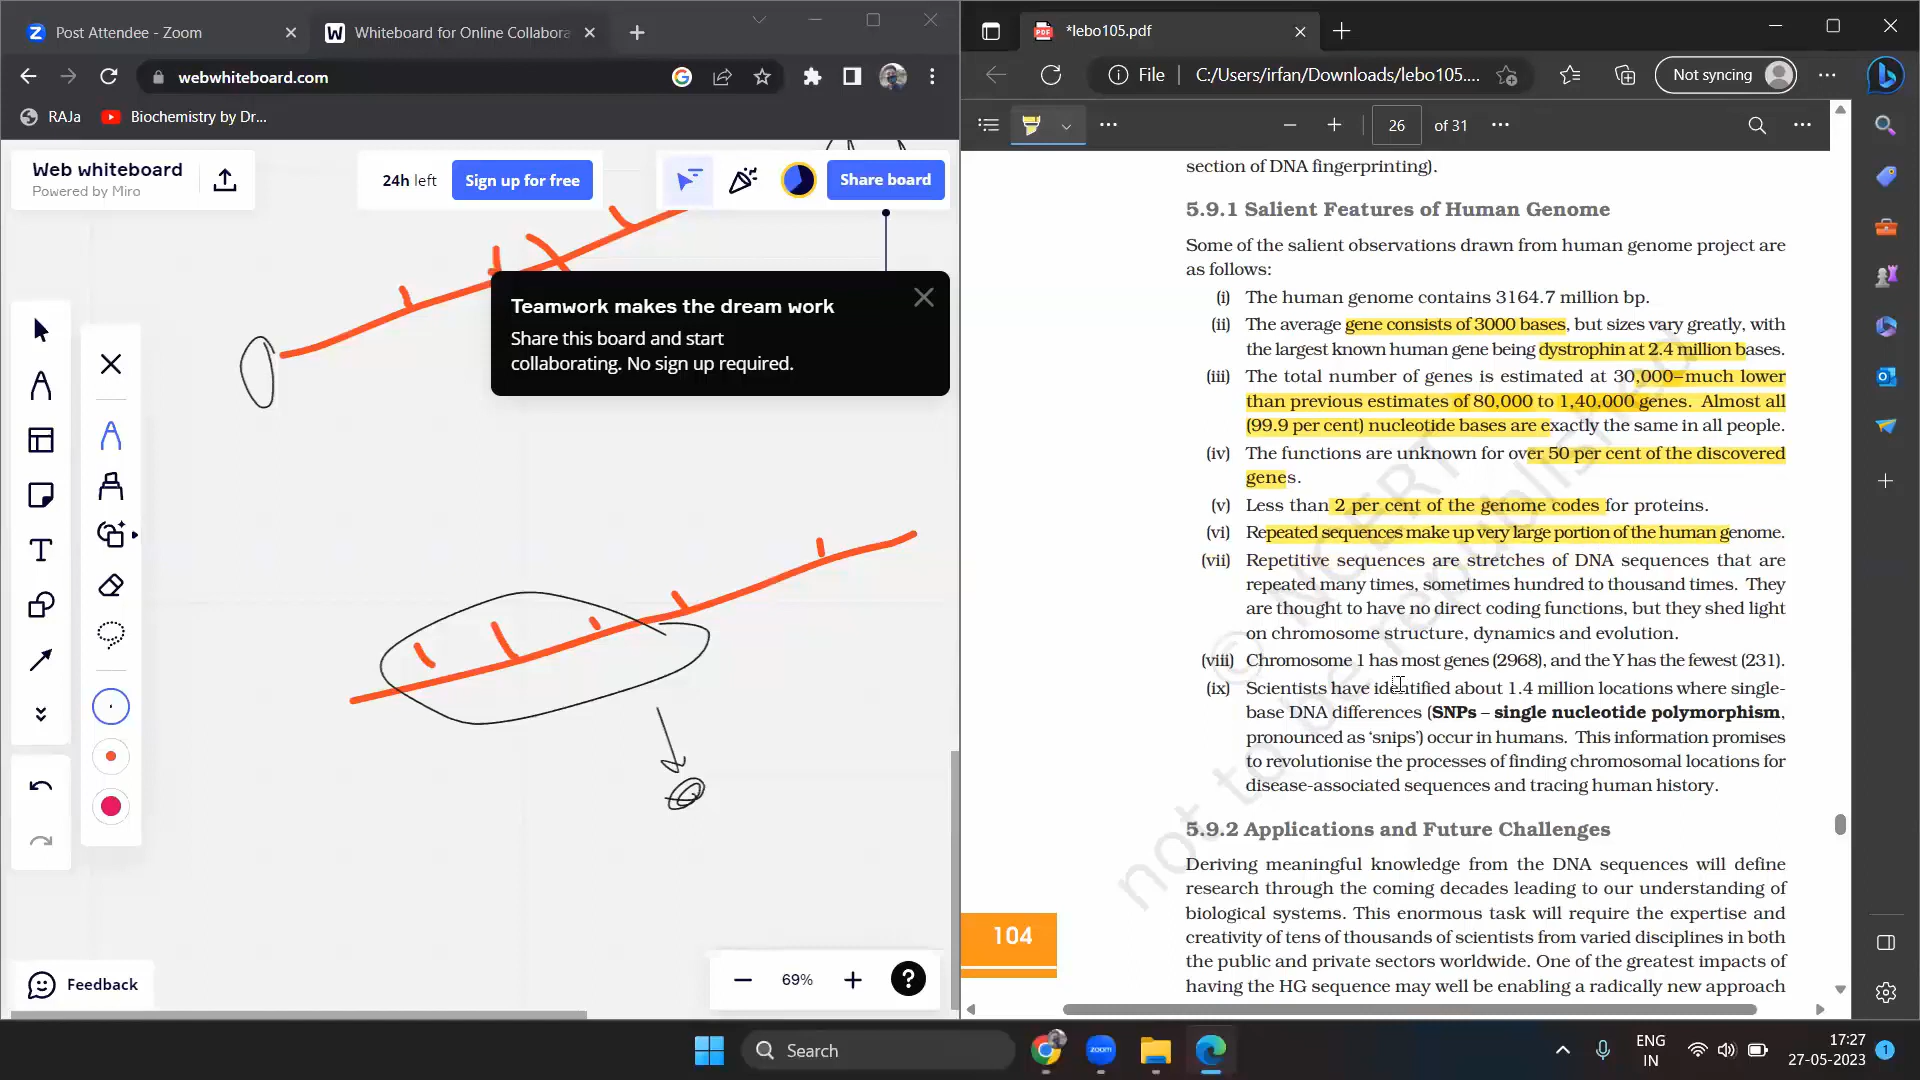 Post Attendee - Zoom
Whiteboard for Online Collabora
webwhiteboard.com
RAJa
Biochemistry by Dr...
Web whiteboard
Powered by Miro
24h left
Sign up for free
Share board
Teamwork makes the dream work
Share this board and start
collaborating. No sign up required.
69%
?
Feedback
*lebo105.pdf
File
C:/Users/irfan/Downloads/lebo105....
Not syncing
26 of 31
section of DNA fingerprinting).
5.9.1 Salient Features of Human Genome
Some of the salient observations drawn from human genome project are
as follows:
(i) The human genome contains 3164.7 million bp.
(ii) The average gene consists of 3000 bases, but sizes vary greatly, with
the largest known human gene being dystrophin at 2.4 million bases.
(iii) The total number of genes is estimated at 30,000–much lower
than previous estimates of 80,000 to 1,40,000 genes. Almost all
(99.9 per cent) nucleotide bases are exactly the same in all people.
(iv) The functions are unknown for over 50 per cent of the discovered
genes.
(v) Less than 2 per cent of the genome codes for proteins.
(vi) Repeated sequences make up very large portion of the human genome.
(vii) Repetitive sequences are stretches of DNA sequences that are
repeated many times, sometimes hundred to thousand times. They
are thought to have no direct coding functions, but they shed light
on chromosome structure, dynamics and evolution.
(viii) Chromosome 1 has most genes (2968), and the Y has the fewest (231).
(ix) Scientists have identified about 1.4 million locations where single-
base DNA differences (SNPs – single nucleotide polymorphism,
pronounced as ‘snips’) occur in humans. This information promises
to revolutionise the processes of finding chromosomal locations for
disease-associated sequences and tracing human history.
5.9.2 Applications and Future Challenges
Deriving meaningful knowledge from the DNA sequences will define
research through the coming decades leading to our understanding of
biological systems. This enormous task will require the expertise and
creativity of tens of thousands of scientists from varied disciplines in both
the public and private sectors worldwide. One of the greatest impacts of
having the HG sequence may well be enabling a radically new approach
104
© NCERT
not to be republished
Search
zoom
ENG
IN
17:27
27-05-2023
1